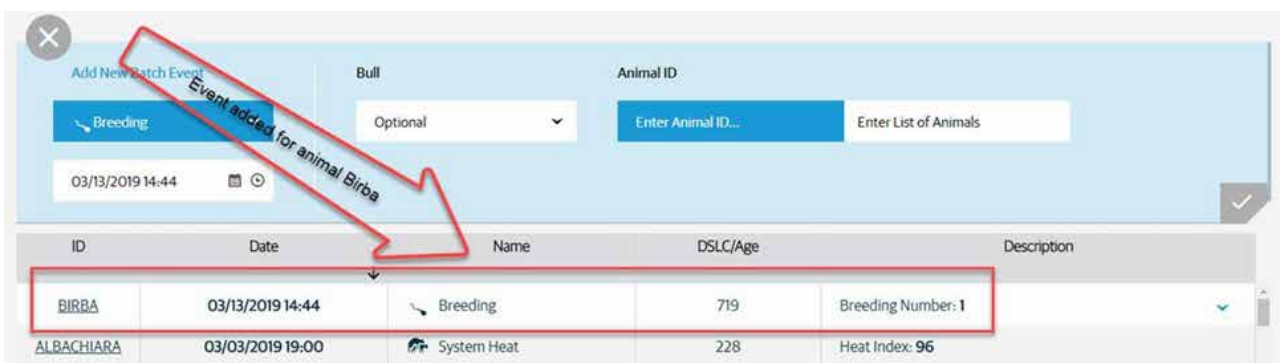 Add New Batch Event
Bull
Animal ID
Breeding
Optional
Enter Animal ID...
Enter List of Animals
03/13/2019 14:44
Event added for animal Birba
ID Date Name DSLC/Age Description
BIRBA 03/13/2019 14:44 Breeding 719 Breeding Number: 1
ALBACHIARA 03/03/2019 19:00 System Heat 228 Heat Index: 96